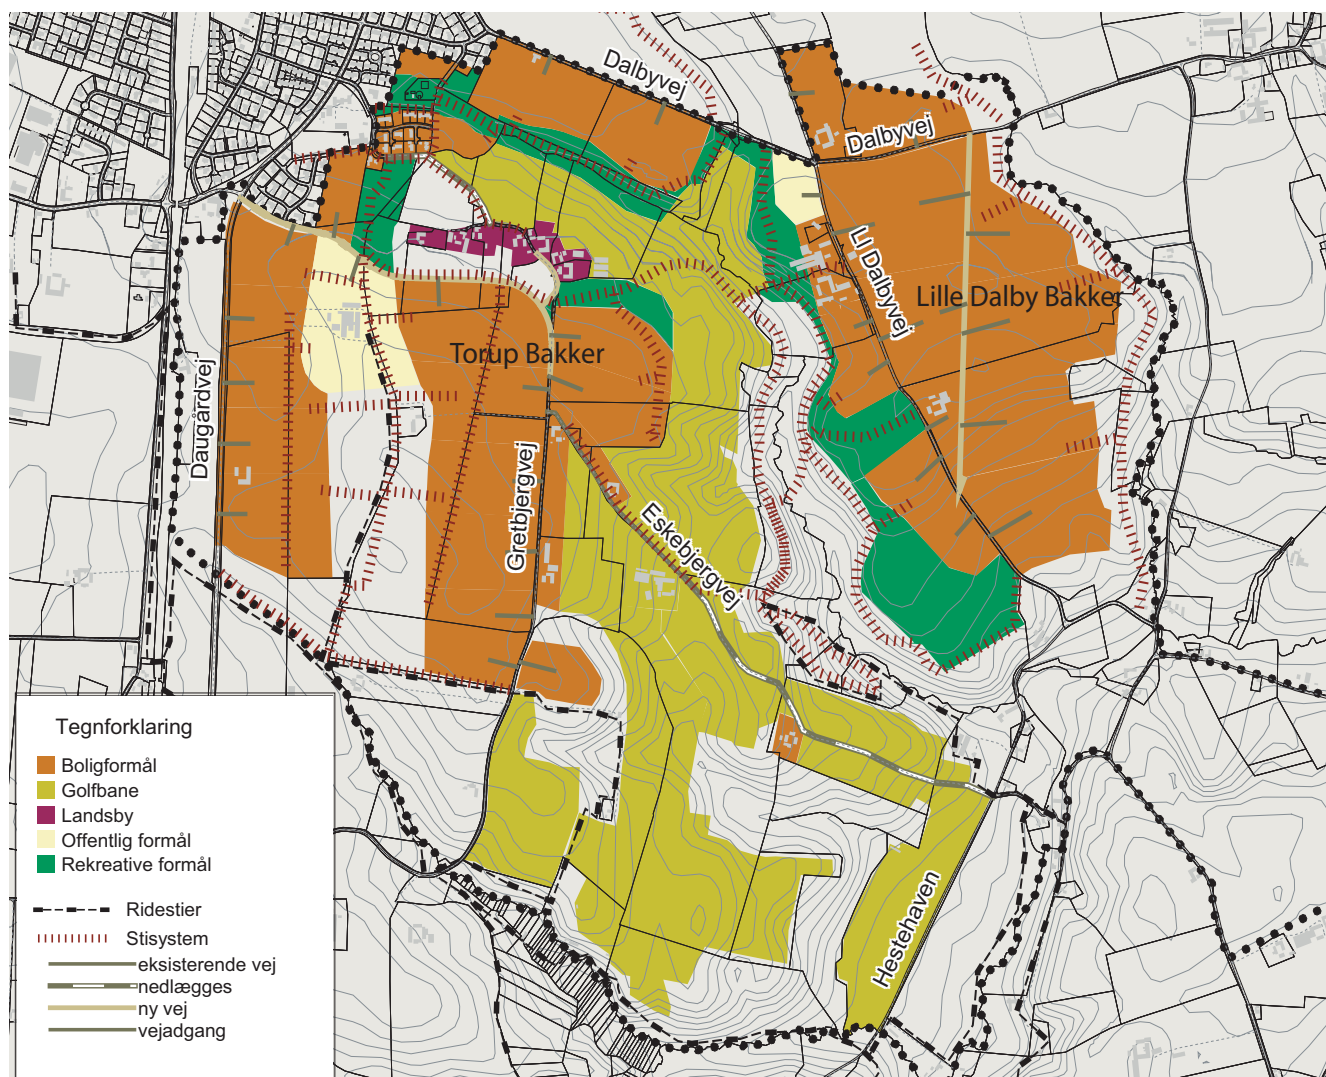 Dalbyvej
Dalbyvej
Ll Dalbyvej
Lille Dalby Bakker
Torup Bakker
Daugårdvej
Gretbjergvej
Eskebjergvej
Hestehaven
Tegnforklaring
Boligformål
Golfbane
Landsby
Offentlig formål
Rekreative formål
Ridestier
Stisystem
eksisterende vej
nedlægges
ny vej
vejadgang